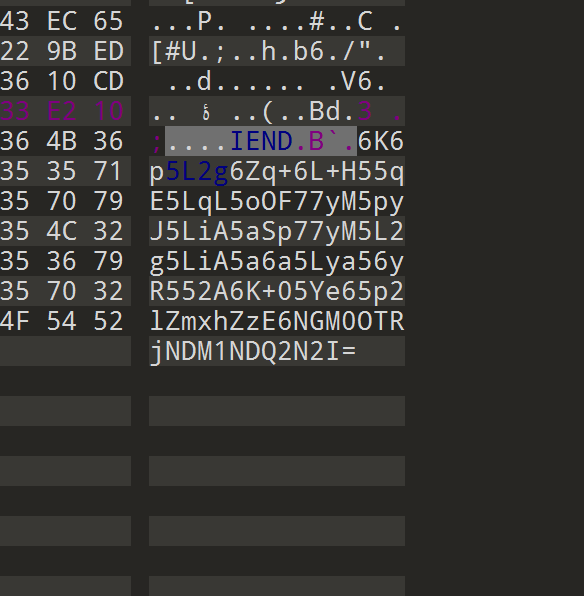 43 EC 65 ...P. ....#..C .
22 9B ED [#U.;..h.b6./".
36 10 CD ..d...... .V6.
33 E2 10 .. ۀ ..(..Bd.3 .
36 4B 36 ;....IEND.B`.6K6
35 35 71 p5L2g6Zq+6L+H55q
35 70 79 E5LqL5oOF77yM5py
35 4C 32 J5LiA5aSp77yM5L2
35 36 79 g5LiA5a6a5Lya56y
35 70 32 R552A6K+05Ye65p2
4F 54 52 lZmxhZzE6NGM0OTR
jNDM1NDQ2N2I=